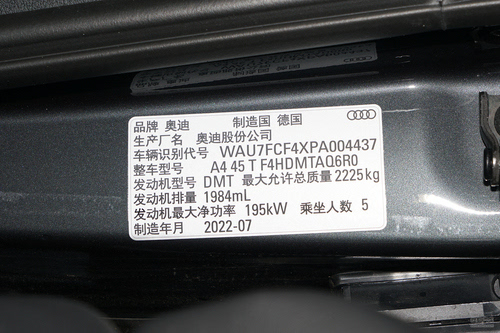 品牌 奥迪 制造国 德国
生产厂名 奥迪股份公司
车辆识别代号 WAU7FCF4XPA004437
整车型号 A4 45 T F4HDMTAQ6R0
发动机型号 DMT 最大允许总质量 2225kg
发动机排量 1984mL
发动机最大净功率 195kW 乘坐人数 5
制造年月 2022-07